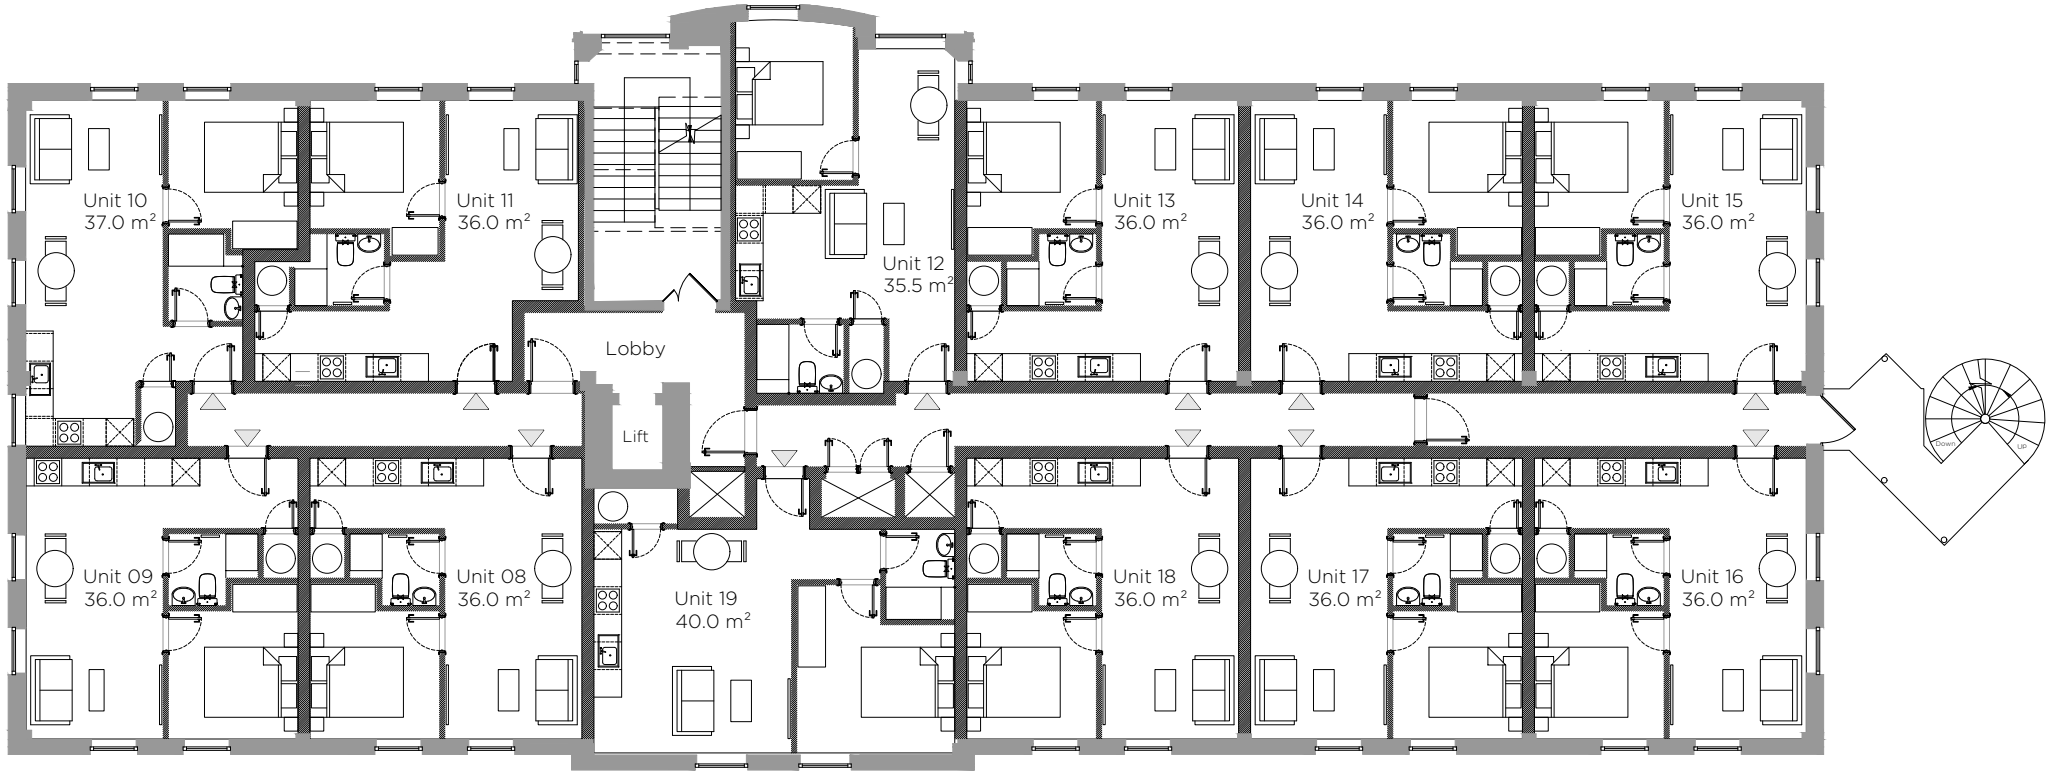 Unit 10
37.0 m²
Unit 11
36.0 m²
Unit 12
35.5 m²
Unit 13
36.0 m²
Unit 14
36.0 m²
Unit 15
36.0 m²
Lobby
Lift
Down
UP
Unit 09
36.0 m²
Unit 08
36.0 m²
Unit 19
40.0 m²
Unit 18
36.0 m²
Unit 17
36.0 m²
Unit 16
36.0 m²